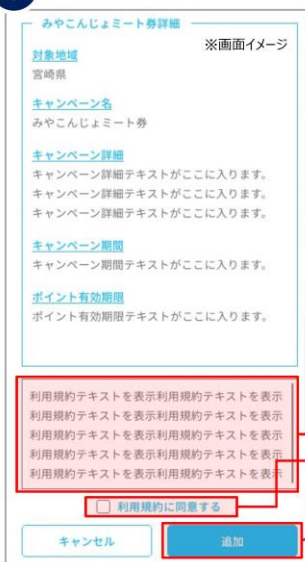 みやこんじょミート券詳細
※画面イメージ
対象地域
宮崎県
キャンペーン名
みやこんじょミート券
キャンペーン詳細
キャンペーン詳細テキストがここに入ります。
キャンペーン詳細テキストがここに入ります。
キャンペーン詳細テキストがここに入ります。
キャンペーン期間
キャンペーン期間テキストがここに入ります。
ポイント有効期限
ポイント有効期限テキストがここに入ります。
利用規約テキストを表示利用規約テキストを表示
利用規約テキストを表示利用規約テキストを表示
利用規約テキストを表示利用規約テキストを表示
利用規約テキストを表示利用規約テキストを表示
利用規約テキストを表示利用規約テキストを表示
利用規約に同意する
キャンセル
追加